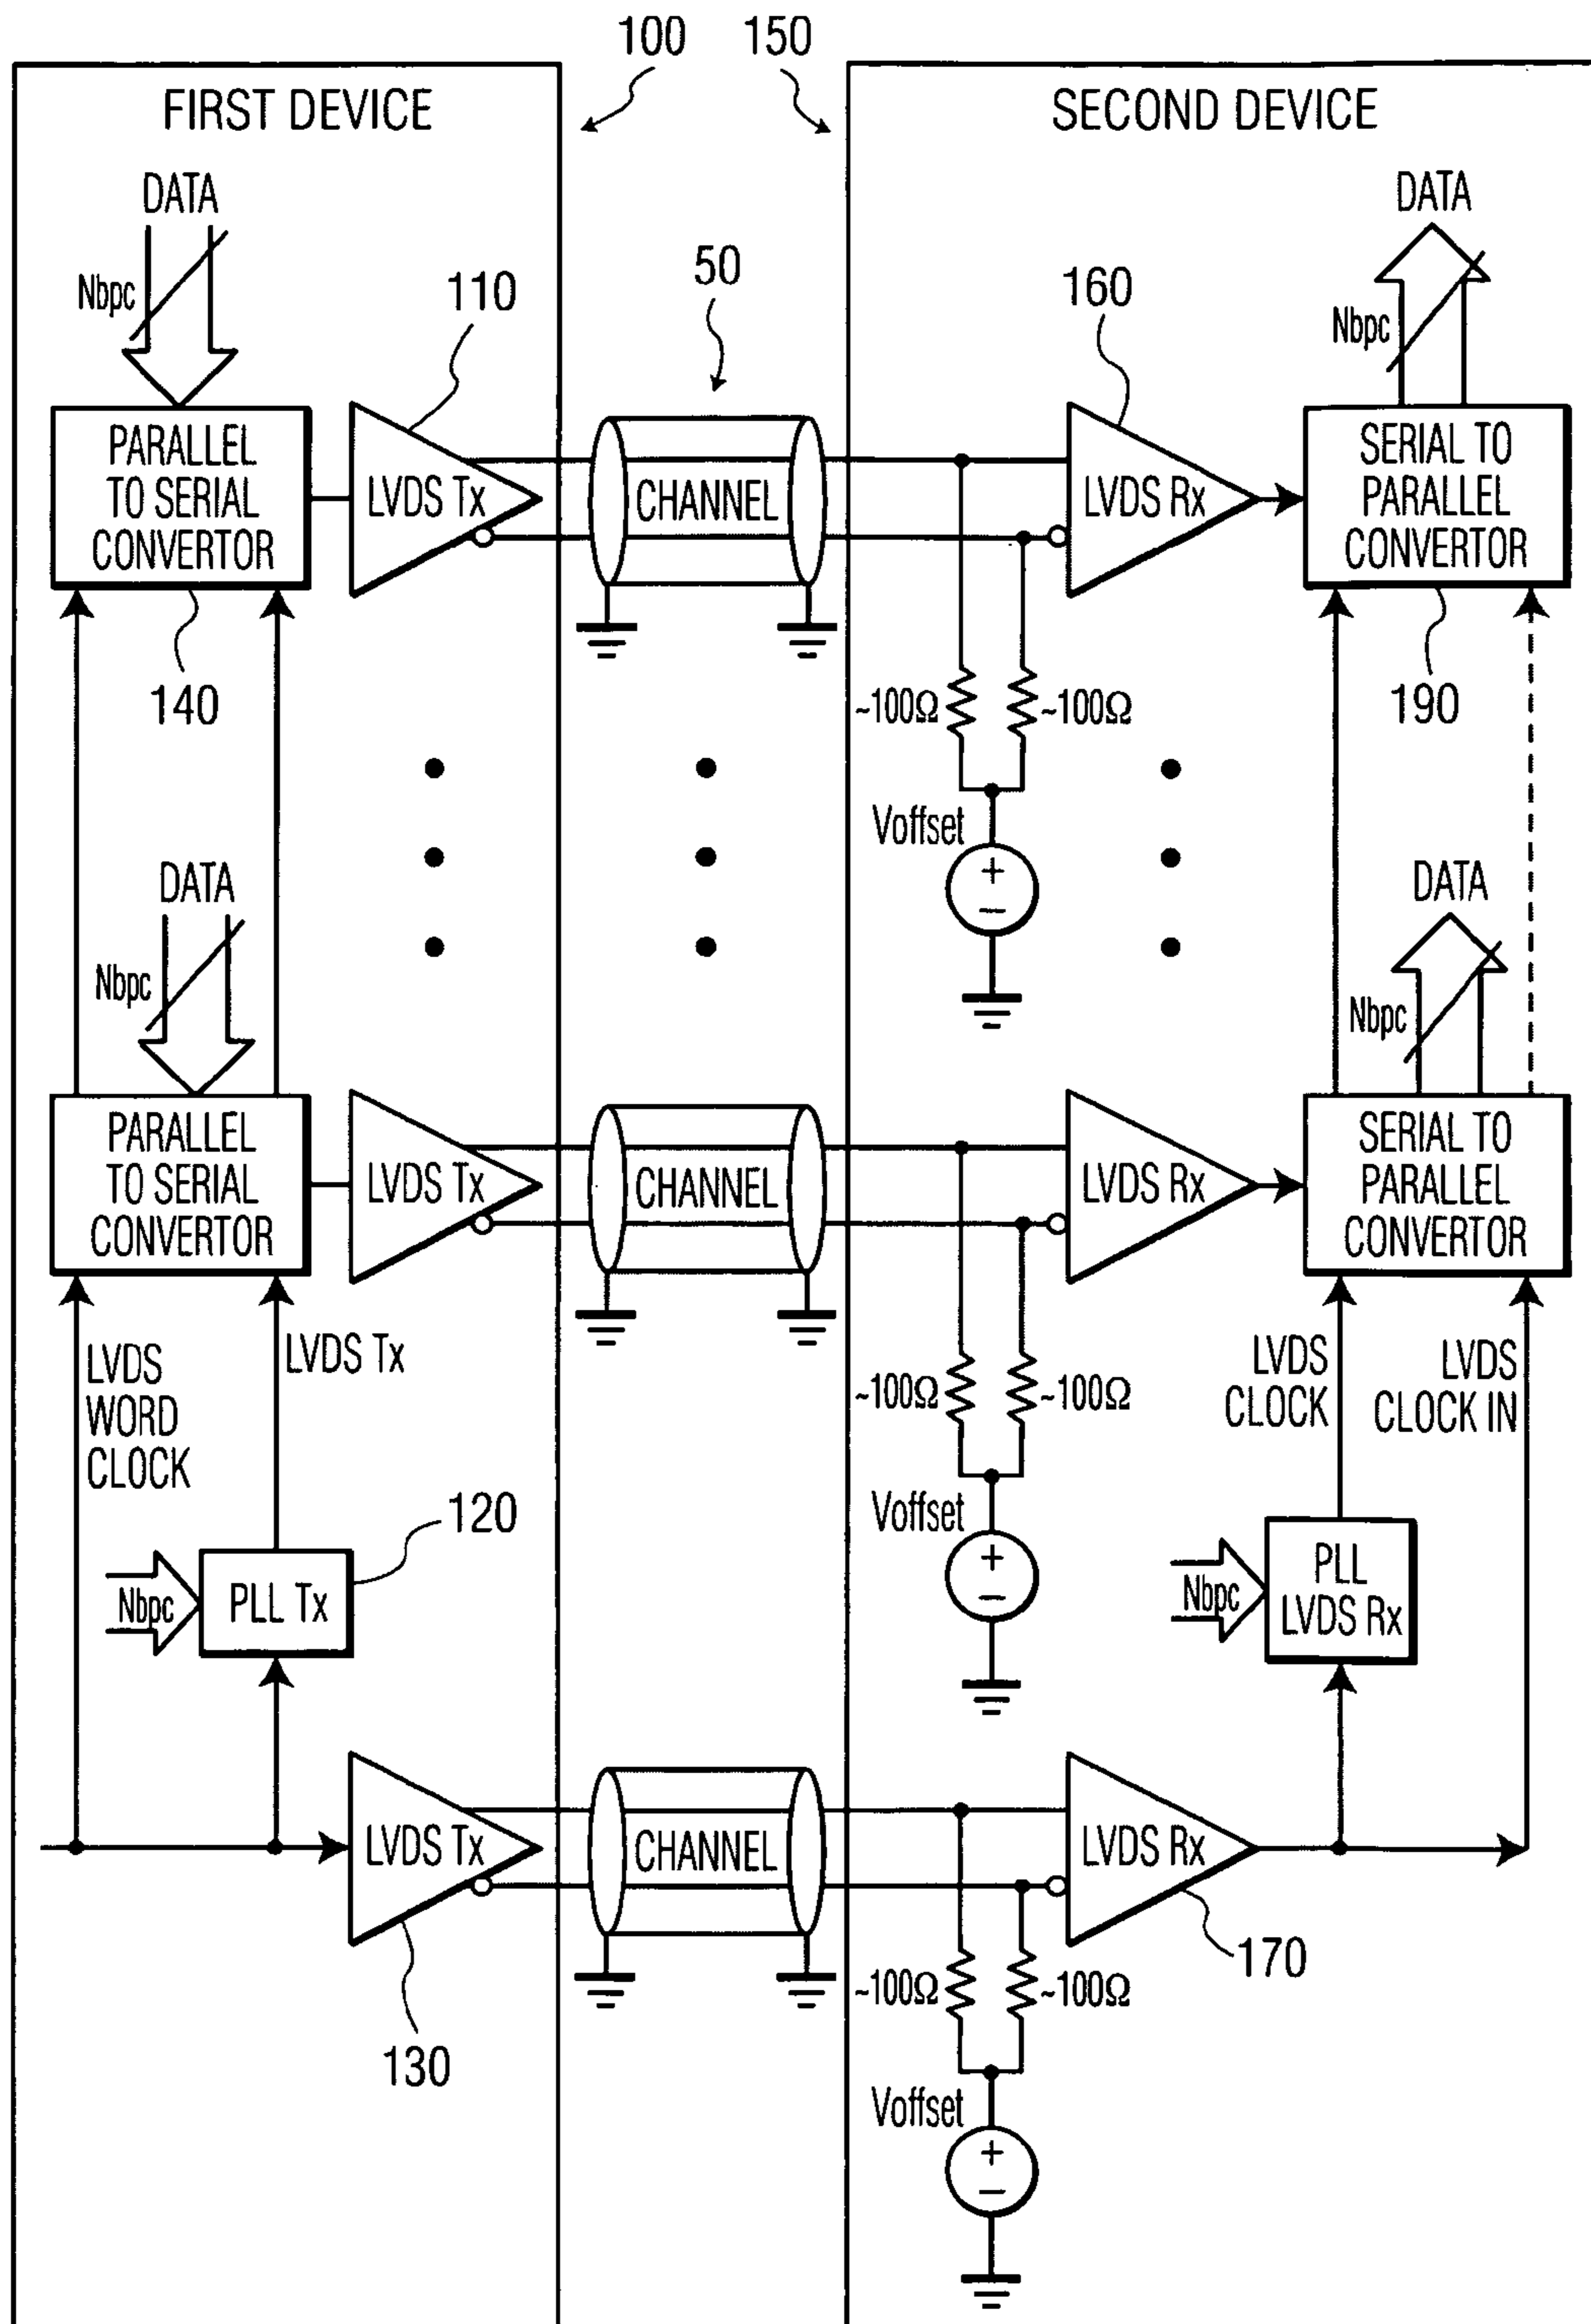 100
150
FIRST DEVICE
SECOND DEVICE
DATA
Nbpc
110
50
160
DATA
Nbpc
PARALLEL
TO SERIAL
CONVERTOR
LVDS Tx
CHANNEL
LVDS Rx
SERIAL TO
PARALLEL
CONVERTOR
140
~100Ω
~100Ω
190
Voffset
+
−
DATA
Nbpc
DATA
Nbpc
PARALLEL
TO SERIAL
CONVERTOR
LVDS Tx
CHANNEL
LVDS Rx
SERIAL TO
PARALLEL
CONVERTOR
LVDS
WORD
CLOCK
LVDS Tx
~100Ω
~100Ω
LVDS
CLOCK
LVDS
CLOCK IN
120
Nbpc
PLL Tx
Voffset
+
−
Nbpc
PLL
LVDS Rx
LVDS Tx
CHANNEL
LVDS Rx
130
~100Ω
~100Ω
170
Voffset
+
−